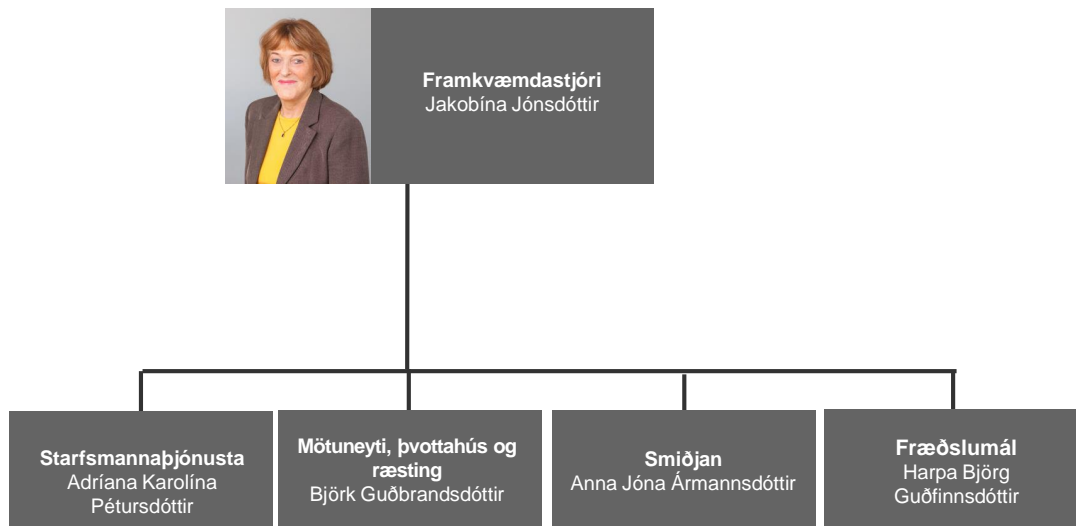 Framkvæmdastjóri
Jakobína Jónsdóttir
Starfsmannaþjónusta
Adríana Karolína
Pétursdóttir
Mötuneyti, þvottahús og
ræsting
Björk Guðbrandsdóttir
Smiðjan
Anna Jóna Ármannsdóttir
Fræðslumál
Harpa Björg
Guðfinnsdóttir